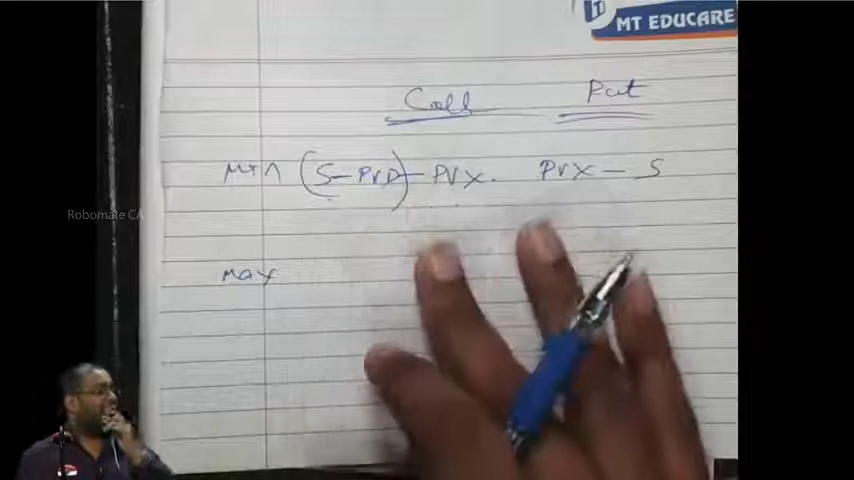 MT EDUCARE
Call Put
Min (S - PVD) - PVX. PVX - S
Robomate CA
Max